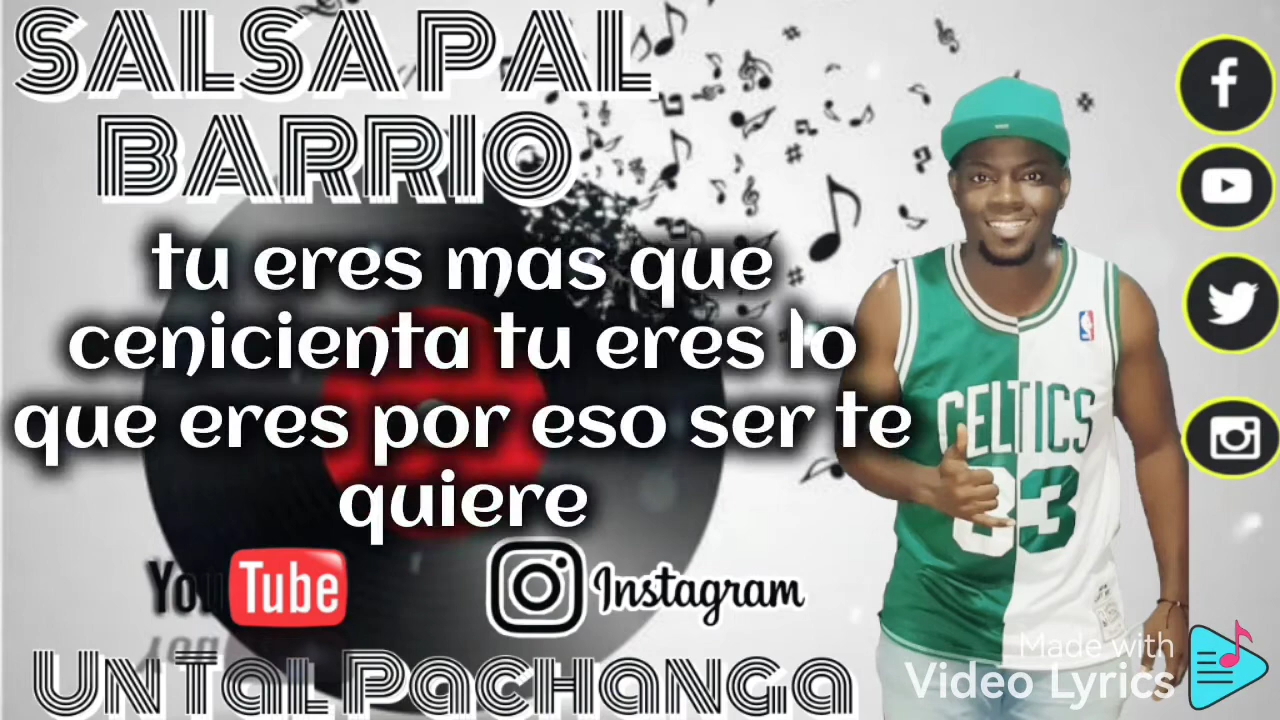 SALSA PAL
BARRIO
tu eres mas que
cenicienta tu eres lo
que eres por eso ser te
quiere
YouTube
Instagram
CELTICS
33
Un Tal Pachanga
Made with
Video Lyrics